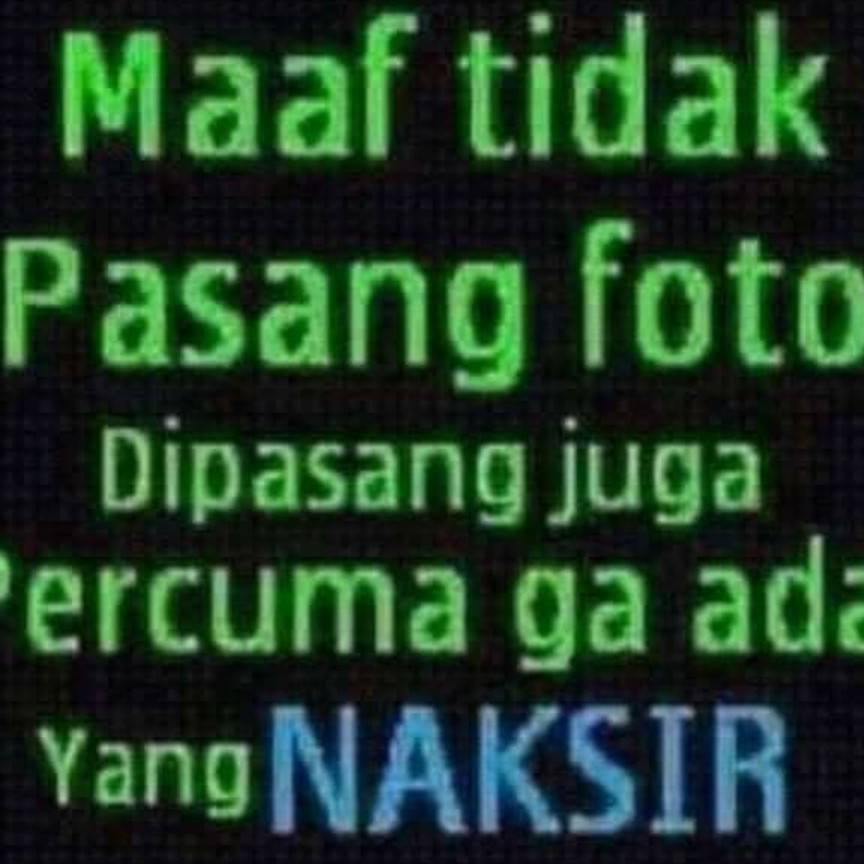 Maaf tidak
Pasang foto
Dipasang juga
Percuma ga ada
Yang NAKSIR